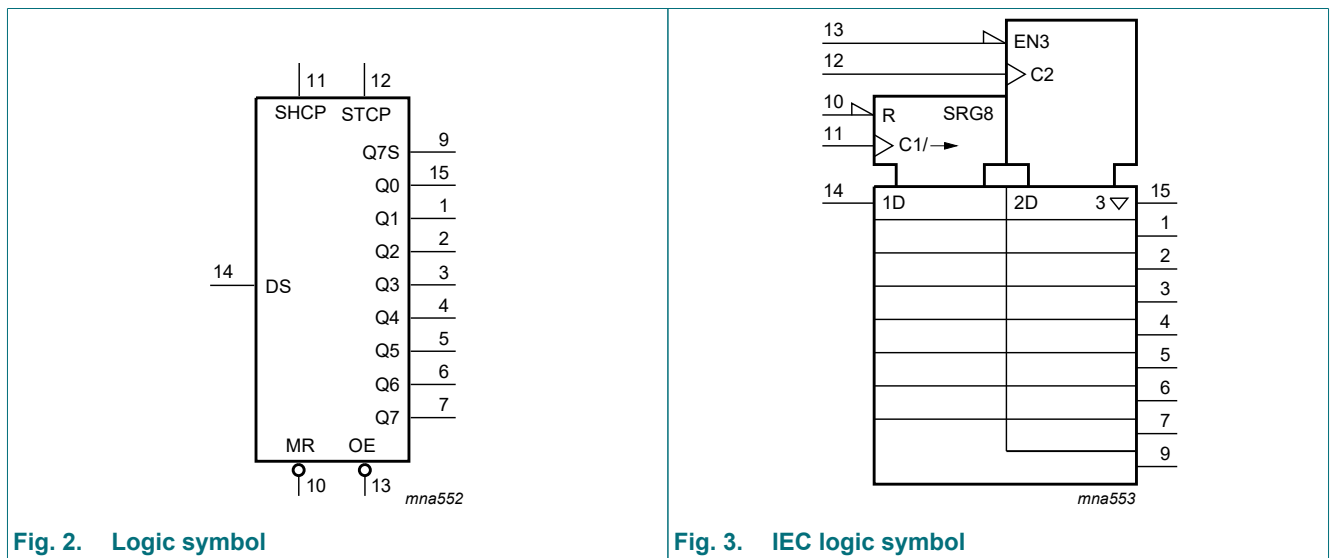 11 12
SHCP STCP
Q7S 9
Q0 15
Q1 1
Q2 2
14 DS Q3 3
Q4 4
Q5 5
Q6 6
Q7 7
MR OE
10 13
mna552
Fig. 2. Logic symbol
13 EN3
12 C2
10 R SRG8
11 C1/→
14 1D 2D 3 ▽ 15
1
2
3
4
5
6
7
9
mna553
Fig. 3. IEC logic symbol